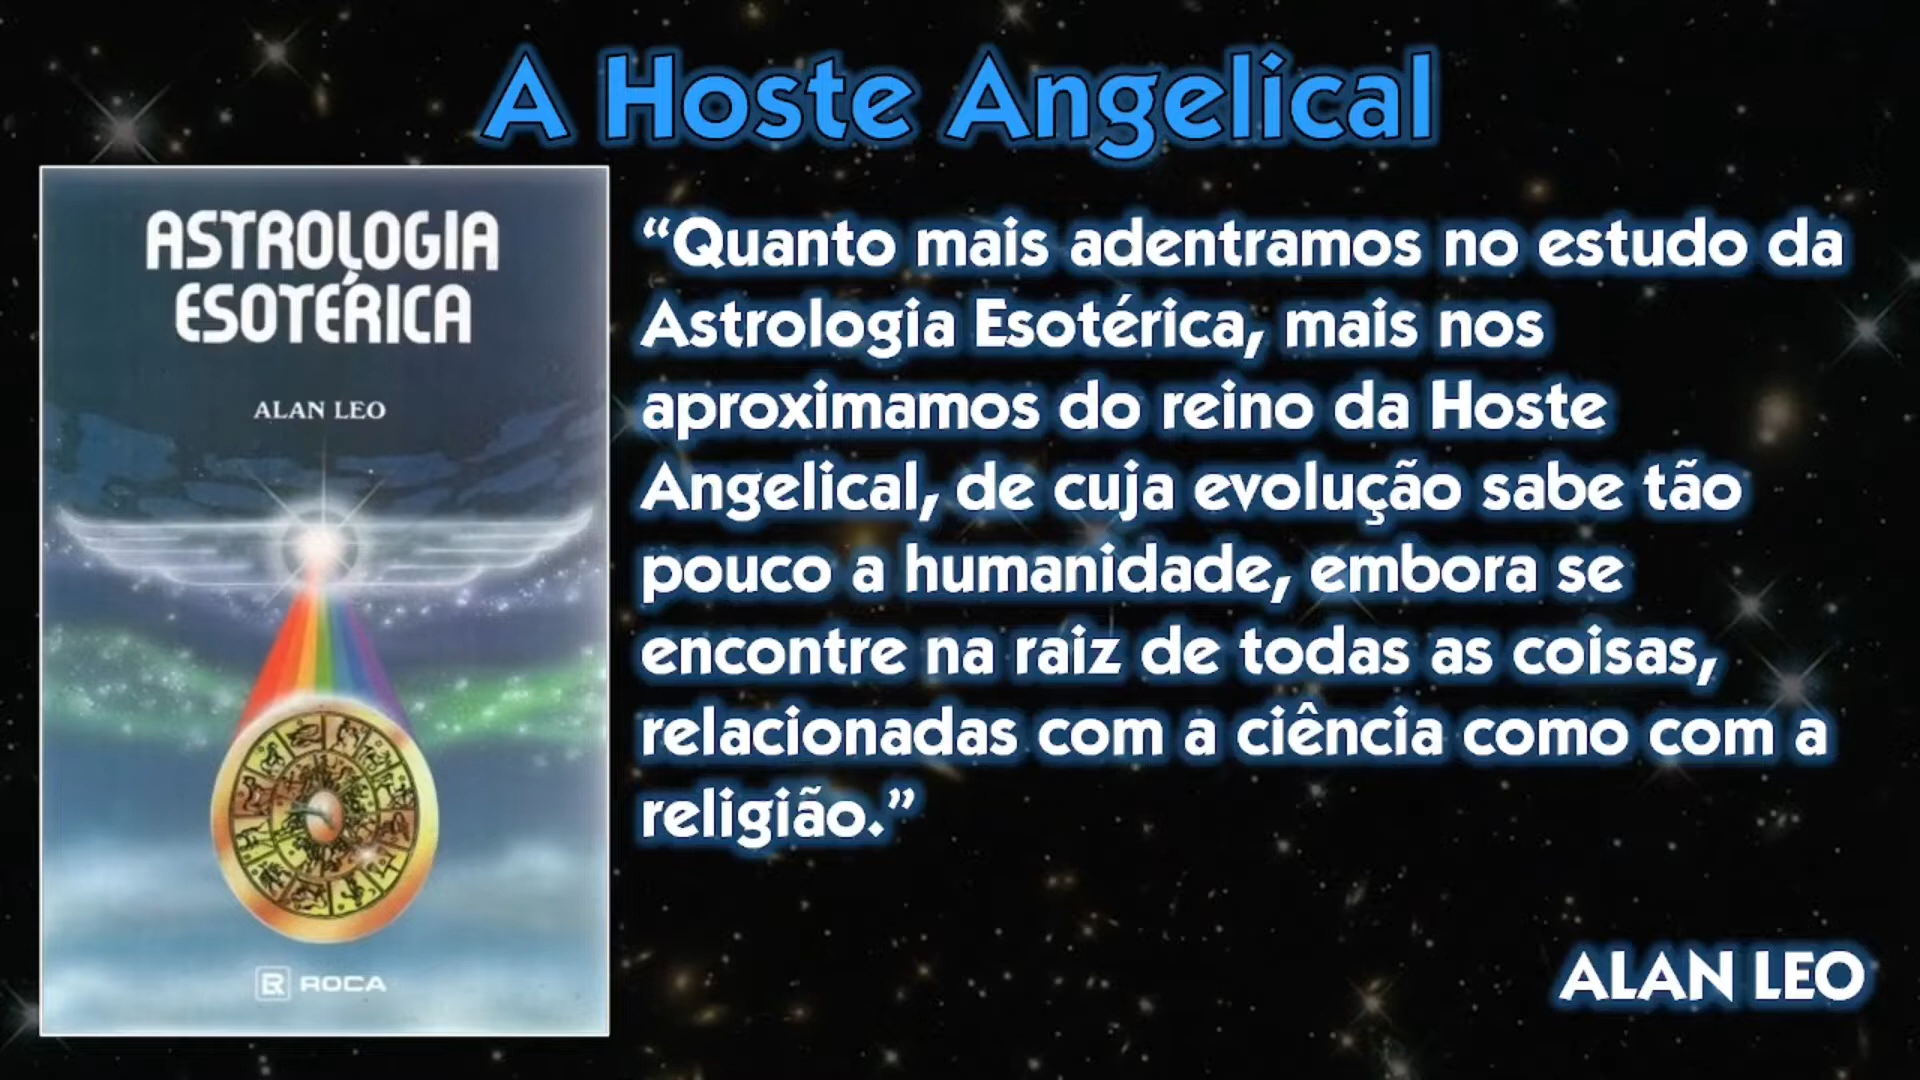 A Hoste Angelical
ASTROLOGIA
ESOTÉRICA
ALAN LEO
ROCA
“Quanto mais adentramos no estudo da
Astrologia Esotérica, mais nos
aproximamos do reino da Hoste
Angelical, de cuja evolução sabe tão
pouco a humanidade, embora se
encontre na raiz de todas as coisas,
relacionadas com a ciência como com a
religião.”
ALAN LEO